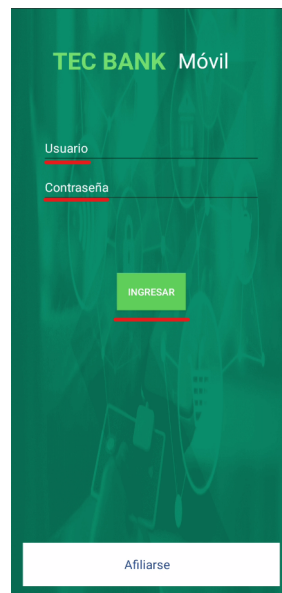 TEC BANK Móvil
Usuario
Contraseña
INGRESAR
Afiliarse